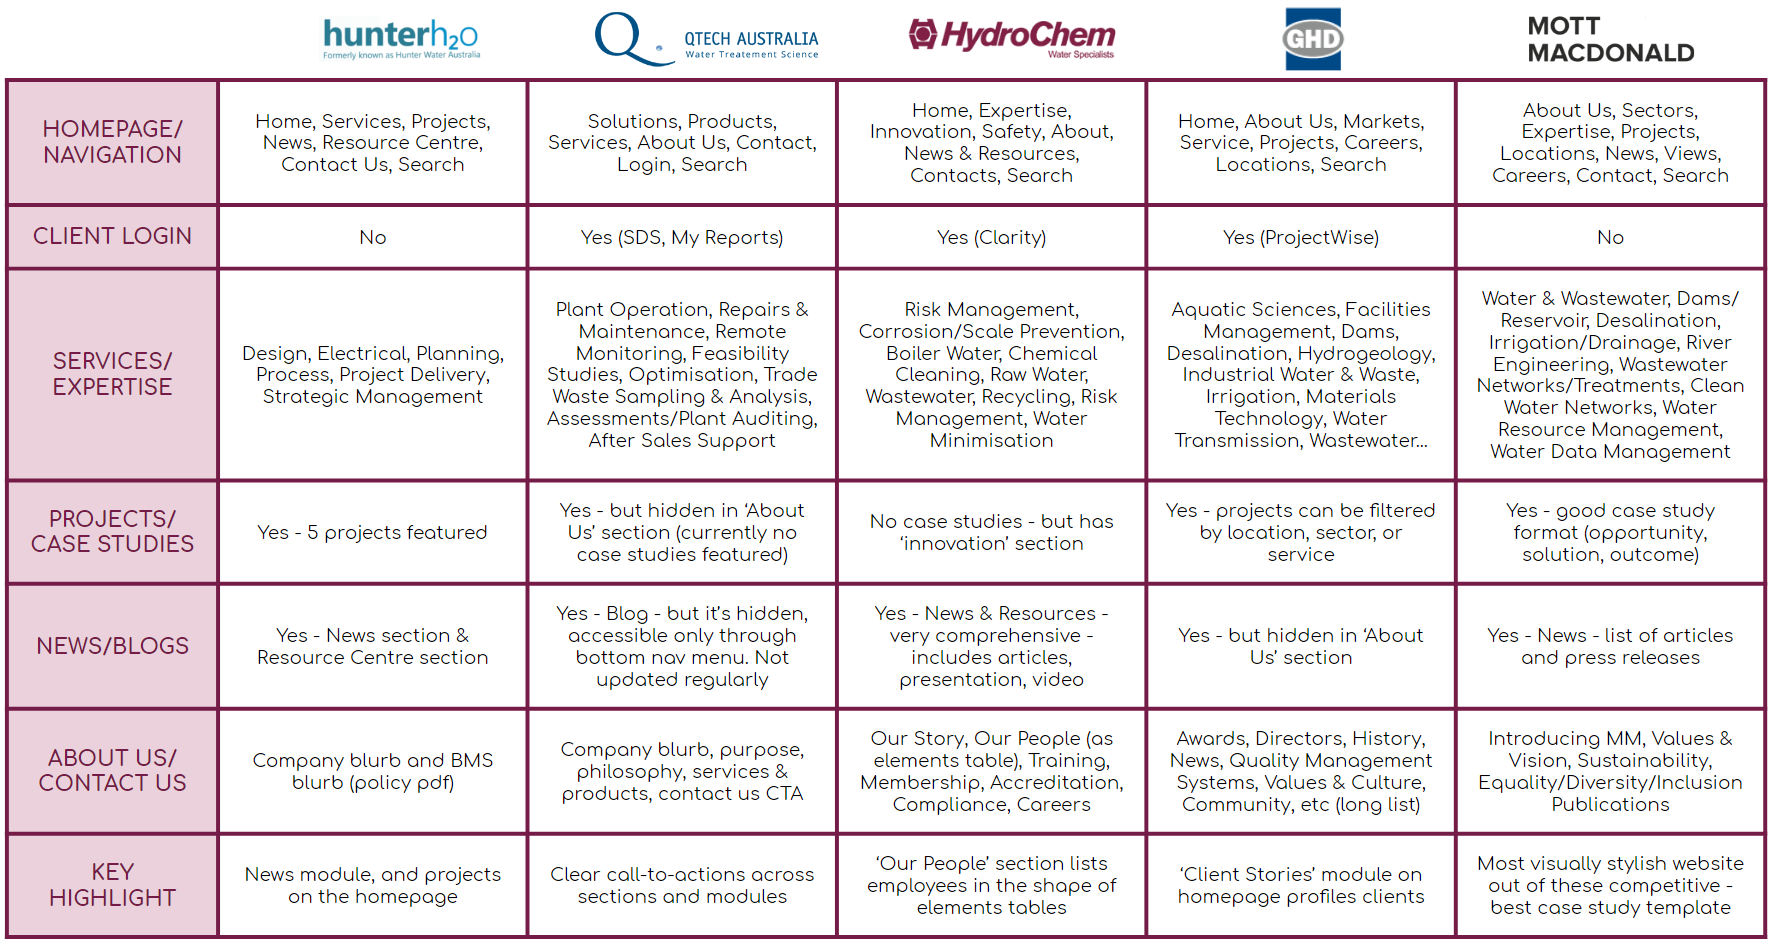 hunterh2o
Formerly known as Hunter Water Australia
Q
QTECH AUSTRALIA
Water Treatement Science
HydroChem
Water Specialists
GHD
MOTT
MACDONALD
HOMEPAGE/
NAVIGATION
Home, Services, Projects,
News, Resource Centre,
Contact Us, Search
Solutions, Products,
Services, About Us, Contact,
Login, Search
Home, Expertise,
Innovation, Safety, About,
News & Resources,
Contacts, Search
Home, About Us, Markets,
Service, Projects, Careers,
Locations, Search
About Us, Sectors,
Expertise, Projects,
Locations, News, Views,
Careers, Contact, Search
CLIENT LOGIN
No
Yes (SDS, My Reports)
Yes (Clarity)
Yes (ProjectWise)
No
SERVICES/
EXPERTISE
Design, Electrical, Planning,
Process, Project Delivery,
Strategic Management
Plant Operation, Repairs &
Maintenance, Remote
Monitoring, Feasibility
Studies, Optimisation, Trade
Waste Sampling & Analysis,
Assessments/Plant Auditing,
After Sales Support
Risk Management,
Corrosion/Scale Prevention,
Boiler Water, Chemical
Cleaning, Raw Water,
Wastewater, Recycling, Risk
Management, Water
Minimisation
Aquatic Sciences, Facilities
Management, Dams,
Desalination, Hydrogeology,
Industrial Water & Waste,
Irrigation, Materials
Technology, Water
Transmission, Wastewater...
Water & Wastewater, Dams/
Reservoir, Desalination,
Irrigation/Drainage, River
Engineering, Wastewater
Networks/Treatments, Clean
Water Networks, Water
Resource Management,
Water Data Management
PROJECTS/
CASE STUDIES
Yes - 5 projects featured
Yes - but hidden in ‘About
Us’ section (currently no
case studies featured)
No case studies - but has
‘innovation’ section
Yes - projects can be filtered
by location, sector, or
service
Yes - good case study
format (opportunity,
solution, outcome)
NEWS/BLOGS
Yes - News section &
Resource Centre section
Yes - Blog - but it’s hidden,
accessible only through
bottom nav menu. Not
updated regularly
Yes - News & Resources -
very comprehensive -
includes articles,
presentation, video
Yes - but hidden in ‘About
Us’ section
Yes - News - list of articles
and press releases
ABOUT US/
CONTACT US
Company blurb and BMS
blurb (policy pdf)
Company blurb, purpose,
philosophy, services &
products, contact us CTA
Our Story, Our People (as
elements table), Training,
Membership, Accreditation,
Compliance, Careers
Awards, Directors, History,
News, Quality Management
Systems, Values & Culture,
Community, etc (long list)
Introducing MM, Values &
Vision, Sustainability,
Equality/Diversity/Inclusion
Publications
KEY
HIGHLIGHT
News module, and projects
on the homepage
Clear call-to-actions across
sections and modules
‘Our People’ section lists
employees in the shape of
elements tables
‘Client Stories’ module on
homepage profiles clients
Most visually stylish website
out of these competitive -
best case study template